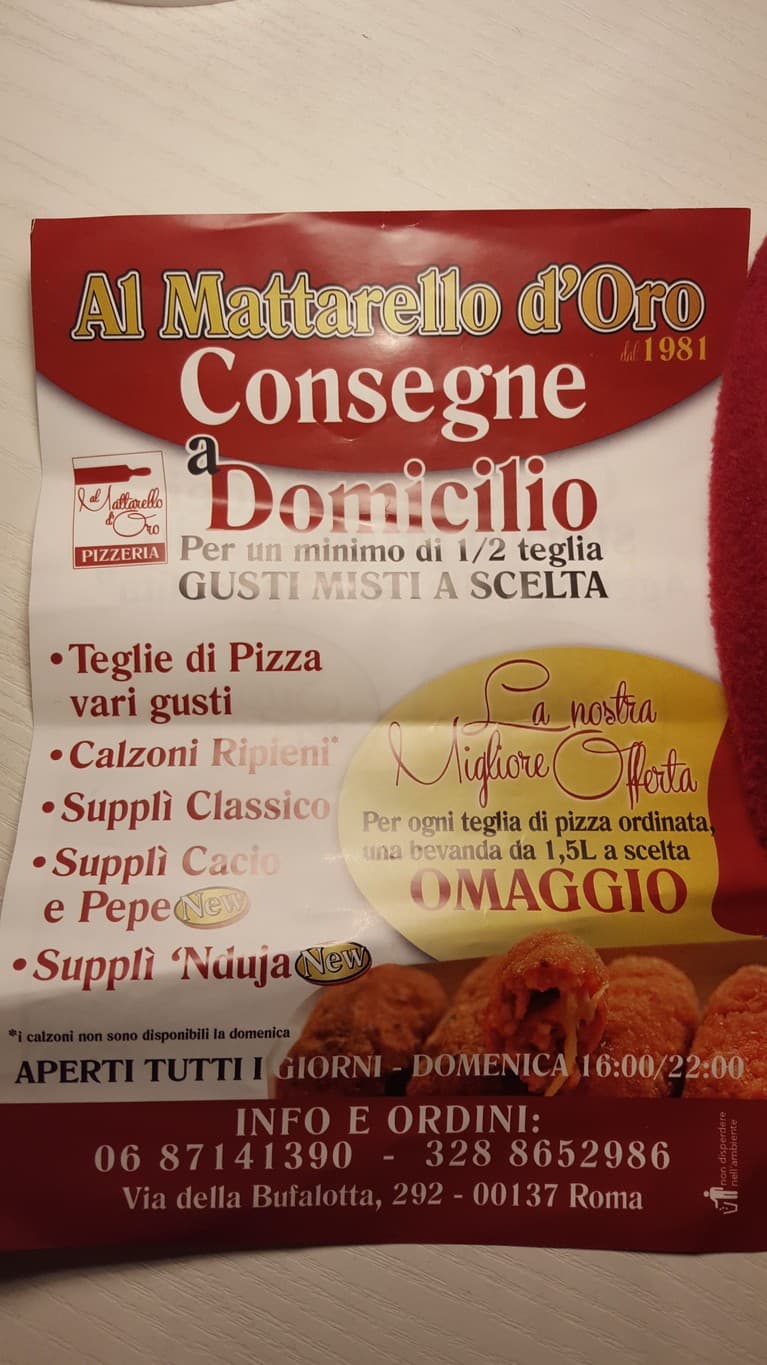 Al Mattarello d'Oro
dal 1981
Consegne
a
Domicilio
al Mattarello
d'Oro
PIZZERIA
Per un minimo di 1/2 teglia
GUSTI MISTI A SCELTA
•Teglie di Pizza
vari gusti
•Calzoni Ripieni*
•Supplì Classico
•Supplì Cacio
e Pepe New
•Supplì 'Nduja New
La nostra
Migliore Offerta
Per ogni teglia di pizza ordinata,
una bevanda da 1,5L a scelta
OMAGGIO
*i calzoni non sono disponibili la domenica
APERTI TUTTI I GIORNI - DOMENICA 16:00/22:00
INFO E ORDINI:
06 87141390 - 328 8652986
Via della Bufalotta, 292 - 00137 Roma
non disperdere
nell'ambiente